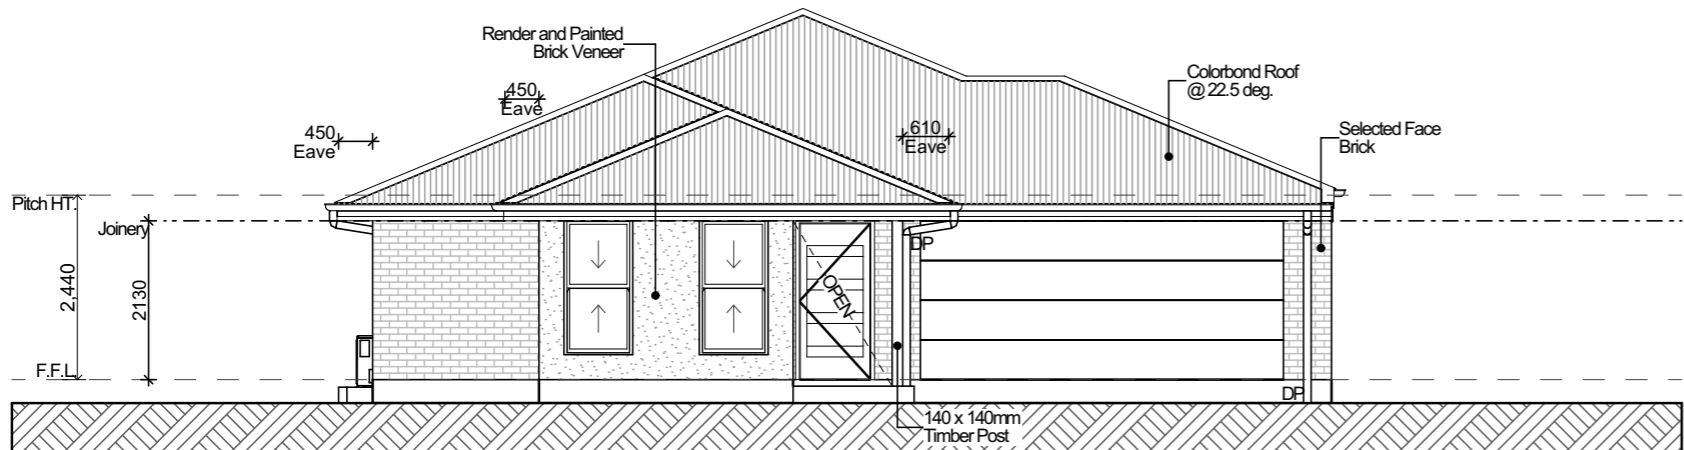 Render and Painted
Brick Veneer
Colorbond Roof
@ 22.5 deg.
450
Eave
450
Eave
610
Eave
Selected Face
Brick
Pitch HT.
Joinery
2,440
2130
DP
OPEN
F.F.L
DP
140 x 140mm
Timber Post